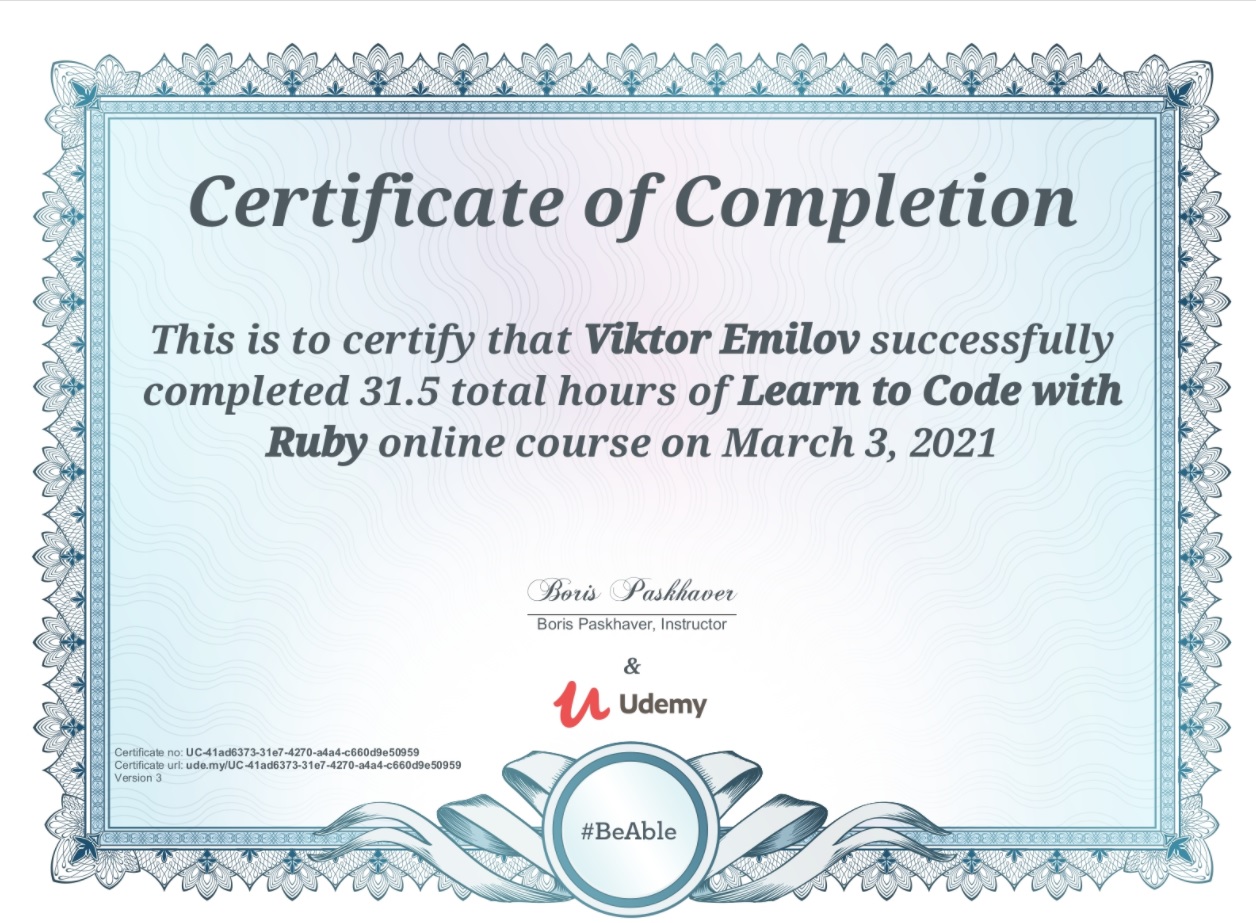 Certificate of Completion
This is to certify that Viktor Emilov successfully
completed 31.5 total hours of Learn to Code with
Ruby online course on March 3, 2021
Boris Paskhaver
Boris Paskhaver, Instructor
&
Udemy
Certificate no: UC-41ad6373-31e7-4270-a4a4-c660d9e50959
Certificate url: ude.my/UC-41ad6373-31e7-4270-a4a4-c660d9e50959
Version 3
#BeAble